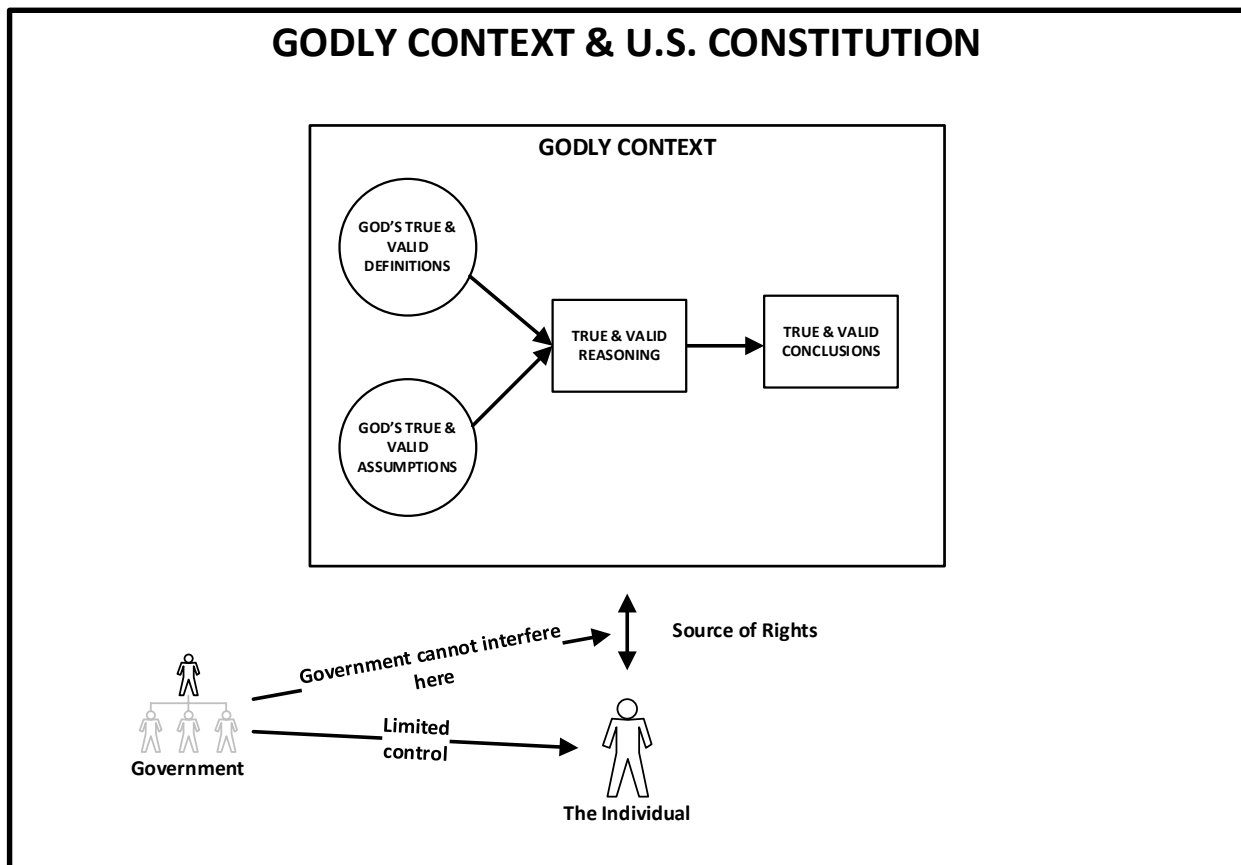 GODLY CONTEXT & U.S. CONSTITUTION
GODLY CONTEXT
GOD'S TRUE &
VALID
DEFINITIONS
TRUE & VALID
REASONING
TRUE & VALID
CONCLUSIONS
GOD'S TRUE &
VALID
ASSUMPTIONS
Source of Rights
Government cannot interfere
here
Limited
control
Government
The Individual